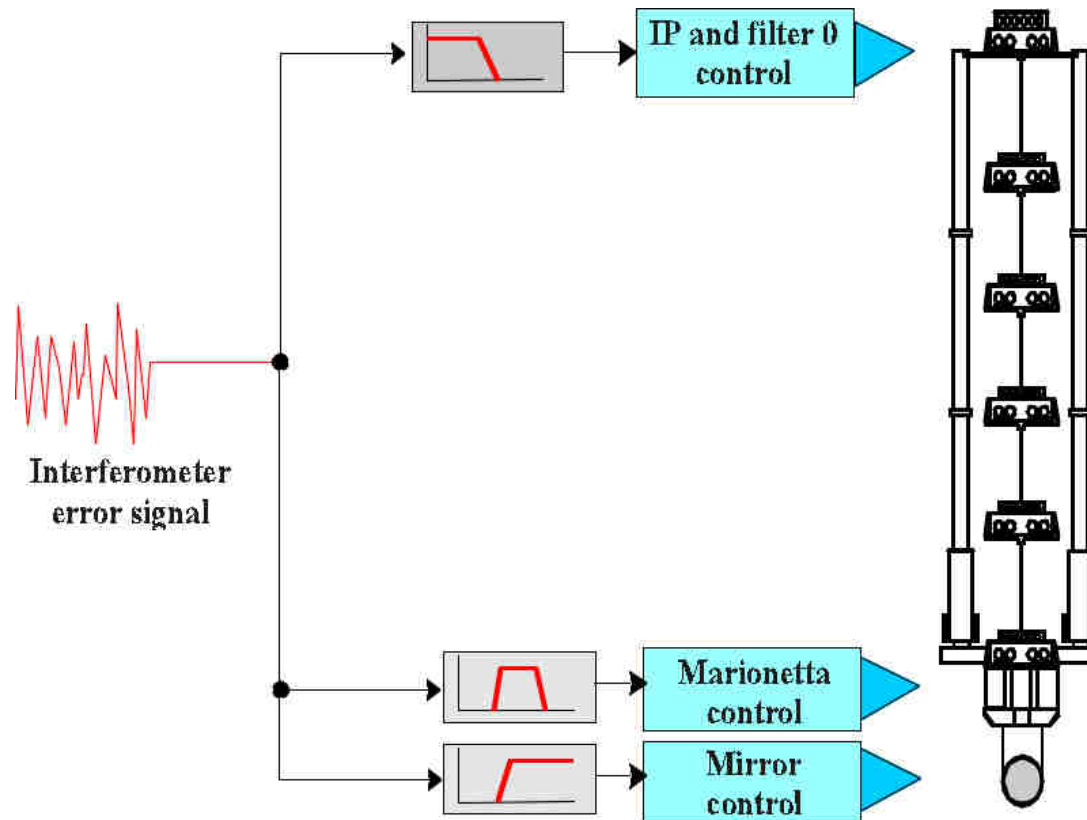 IP and filter 0
control
Interferometer
error signal
Marionetta
control
Mirror
control